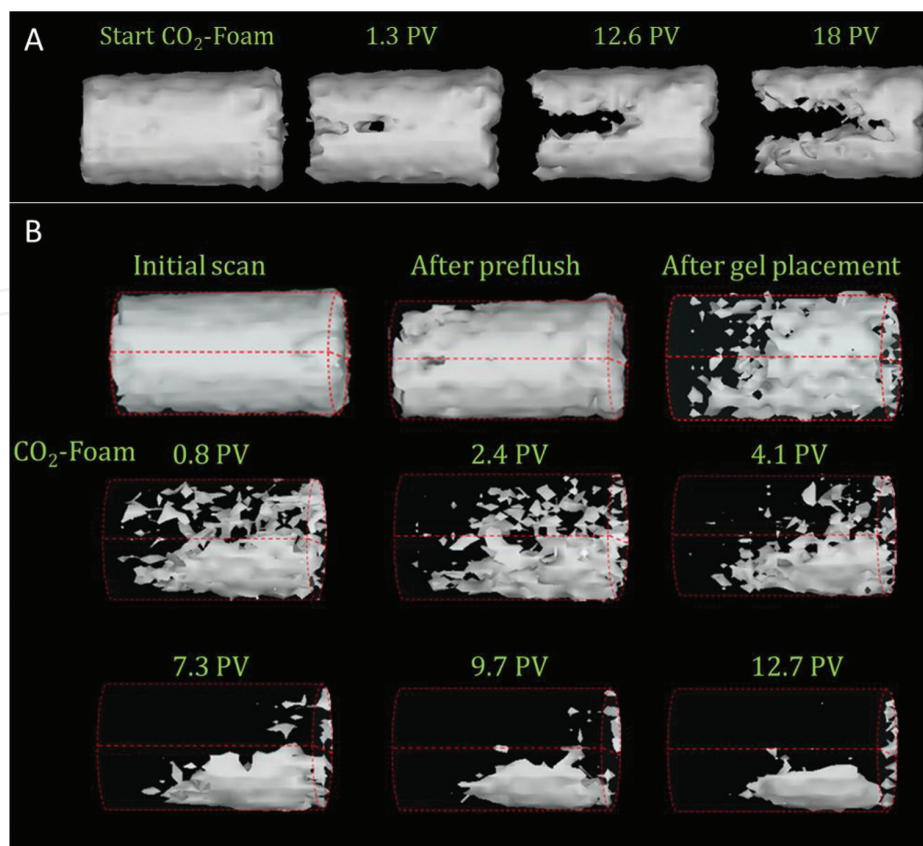 A
Start CO₂-Foam 1.3 PV 12.6 PV 18 PV
B
Initial scan After preflush After gel placement
CO₂-Foam 0.8 PV 2.4 PV 4.1 PV
7.3 PV 9.7 PV 12.7 PV